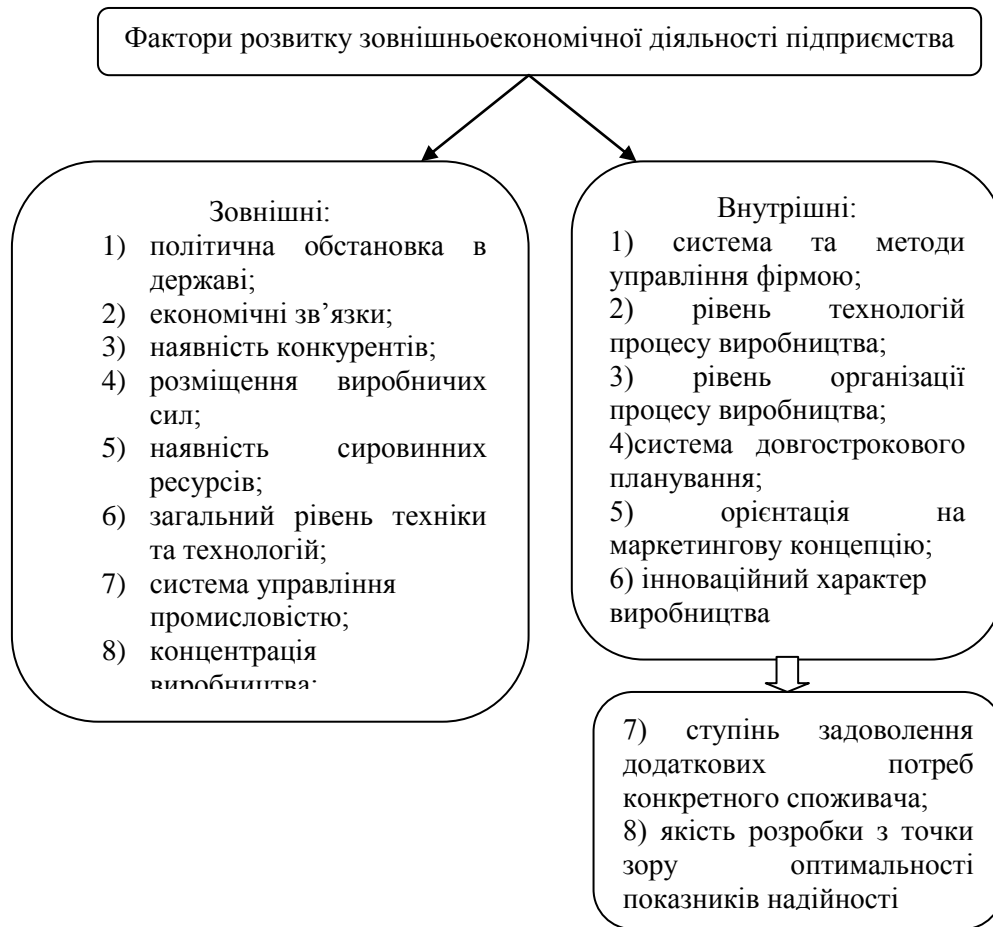 Фактори розвитку зовнішньоекономічної діяльності підприємства
Зовнішні:
1) політична обстановка в
державі;
2) економічні зв’язки;
3) наявність конкурентів;
4) розміщення виробничих
сил;
5) наявність сировинних
ресурсів;
6) загальний рівень техніки
та технологій;
7) система управління
промисловістю;
8) концентрація
виробництва;
Внутрішні:
1) система та методи
управління фірмою;
2) рівень технологій
процесу виробництва;
3) рівень організації
процесу виробництва;
4)система довгострокового
планування;
5) орієнтація на
маркетингову концепцію;
6) інноваційний характер
виробництва
7) ступінь задоволення
додаткових потреб
конкретного споживача;
8) якість розробки з точки
зору оптимальності
показників надійності